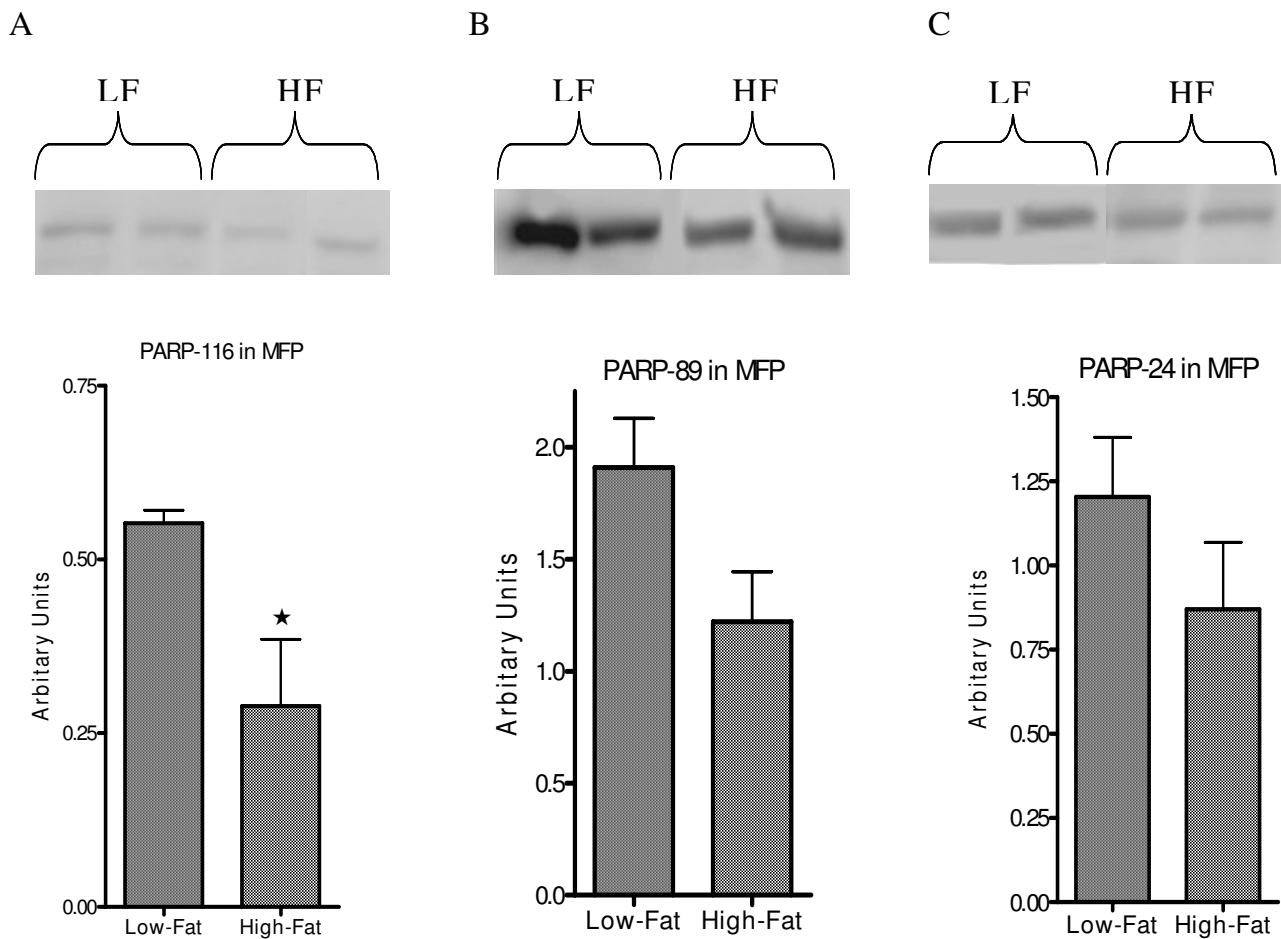 A
LF HF
PARP-116 in MFP
0.75
0.50
0.25
0.00
Arbitary Units
★
Low-Fat High-Fat
B
LF HF
PARP-89 in MFP
2.0
1.5
1.0
0.5
0.0
Arbitary Units
Low-Fat High-Fat
C
LF HF
PARP-24 in MFP
1.50
1.25
1.00
0.75
0.50
0.25
0.00
Arbitary Units
Low-Fat High-Fat